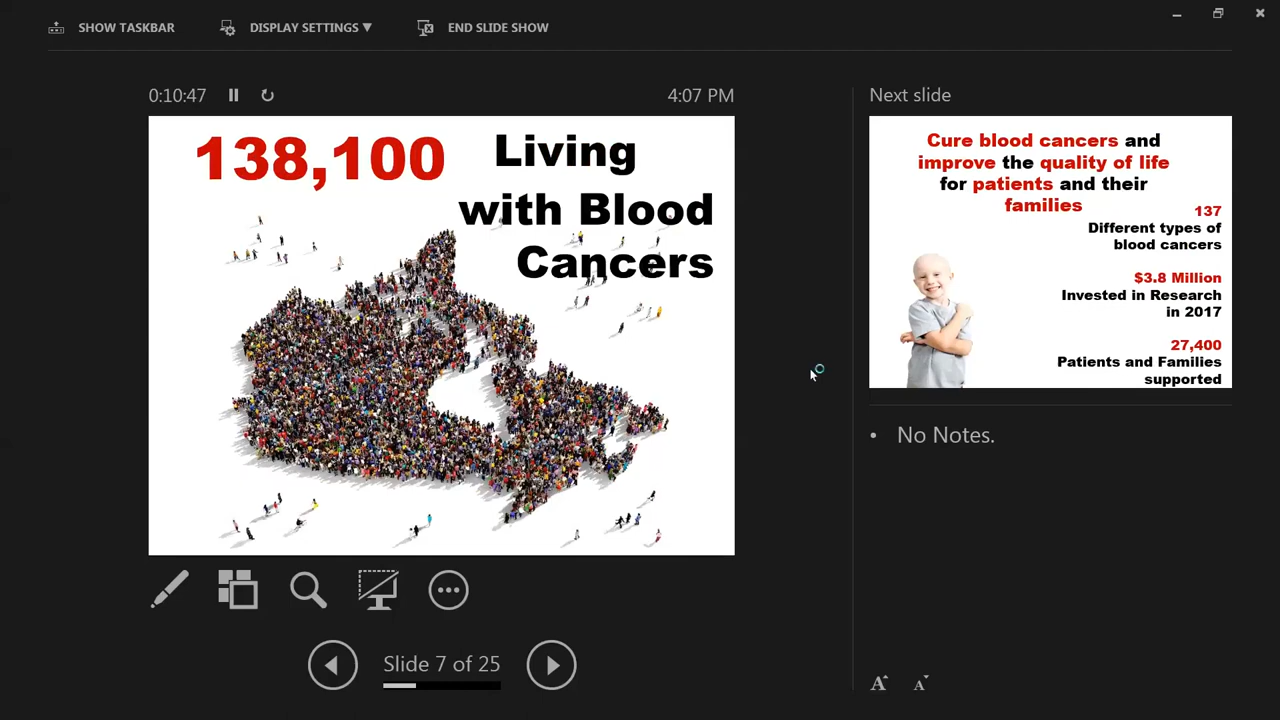 SHOW TASKBAR
DISPLAY SETTINGS ▼
END SLIDE SHOW
0:10:47
4:07 PM
138,100
Living
with Blood
Cancers
Slide 7 of 25
Next slide
Cure blood cancers and
improve the quality of life
for patients and their
families
137
Different types of
blood cancers
$3.8 Million
Invested in Research
in 2017
27,400
Patients and Families
supported
• No Notes.
A A